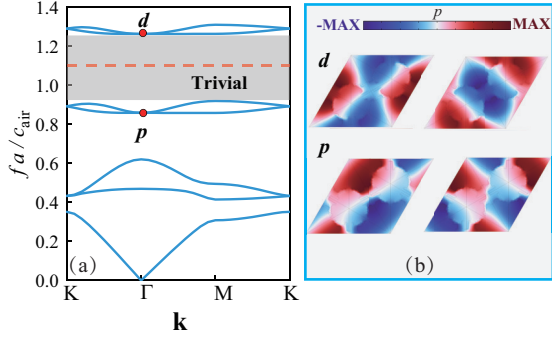 1.4
1.2
1.0
0.8
0.6
0.4
0.2
0.0
f a / c_air
d
Trivial
p
(a)
K Γ M K
k
p
-MAX MAX
d
p
(b)